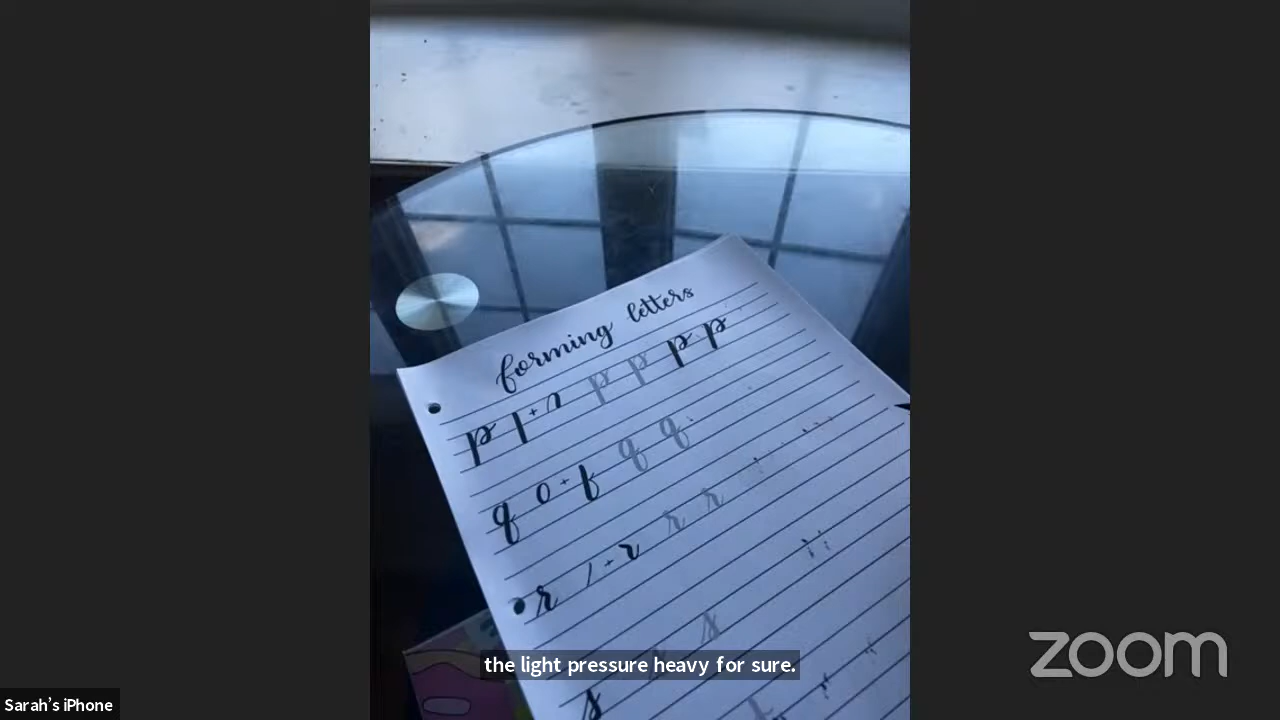 forming letters
p l + n p p p p
q o + f q q
r / + r r r
s s
the light pressure heavy for sure.
zoom
Sarah's iPhone